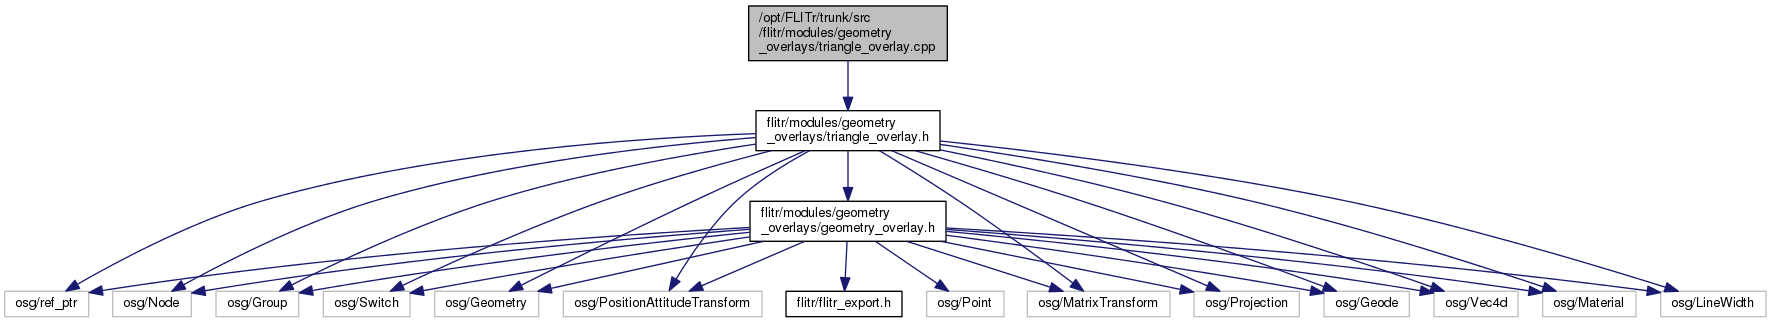 /opt/FLITr/trunk/src
/flitr/modules/geometry
_overlays/triangle_overlay.cpp
flitr/modules/geometry
_overlays/triangle_overlay.h
flitr/modules/geometry
_overlays/geometry_overlay.h
osg/ref_ptr
osg/Node
osg/Group
osg/Switch
osg/Geometry
osg/PositionAttitudeTransform
flitr/flitr_export.h
osg/Point
osg/MatrixTransform
osg/Projection
osg/Geode
osg/Vec4d
osg/Material
osg/LineWidth